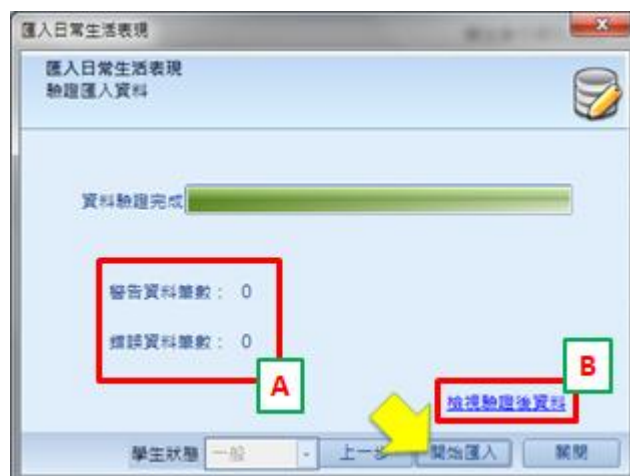 匯入日常生活表現
匯入日常生活表現
驗證匯入資料
資料驗證完成
警告資料筆數： 0
錯誤資料筆數： 0
A
B
檢視驗證後資料
學生狀態 一般 上一步 開始匯入 關閉